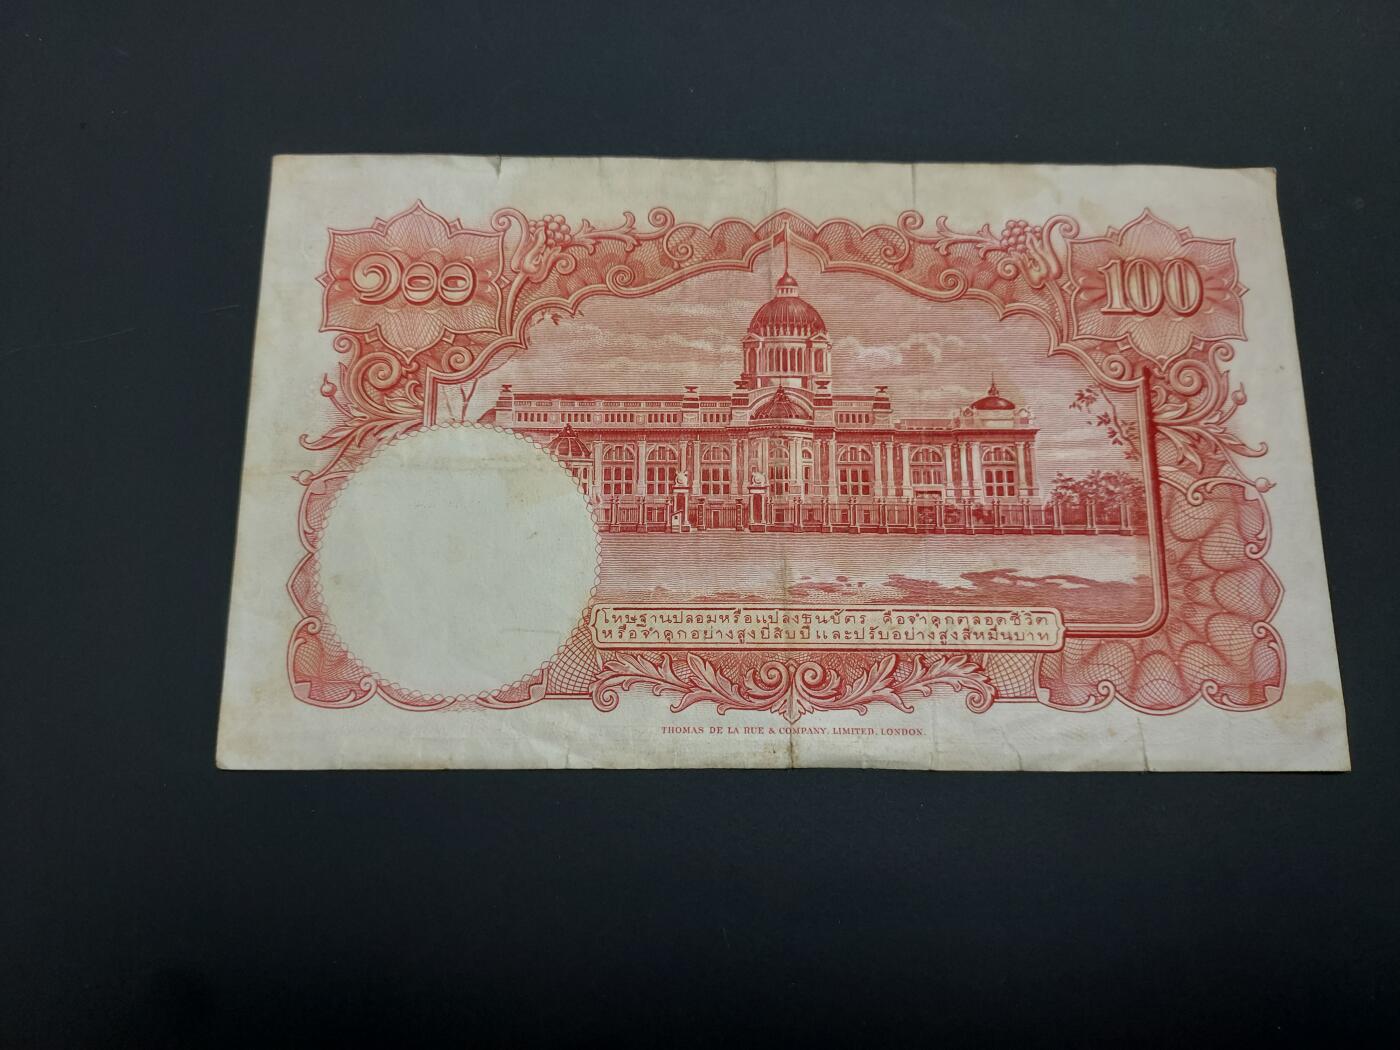 ๑๐๐
100
โทษฐานปลอมหรือแปลงธนบัตร คือจำคุกตลอดชีวิต
หรือจำคุกอย่างสูงยี่สิบปีและปรับอย่างสูงสี่หมื่นบาท
THOMAS DE LA RUE & COMPANY, LIMITED, LONDON.